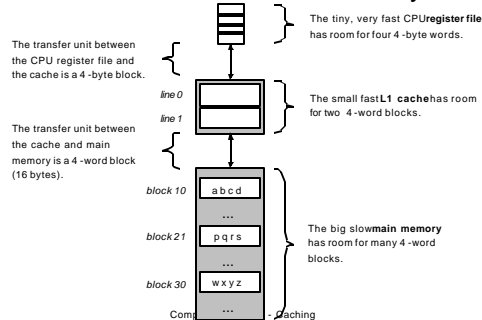 The tiny, very fast CPU register file
has room for four 4-byte words.
The transfer unit between
the CPU register file and
the cache is a 4-byte block.
line 0
line 1
The small fast L1 cache has room
for two 4-word blocks.
The transfer unit between
the cache and main
memory is a 4-word block
(16 bytes).
block 10
a b c d
...
block 21
p q r s
...
The big slow main memory
has room for many 4-word
blocks.
block 30
w x y z
...
- Caching